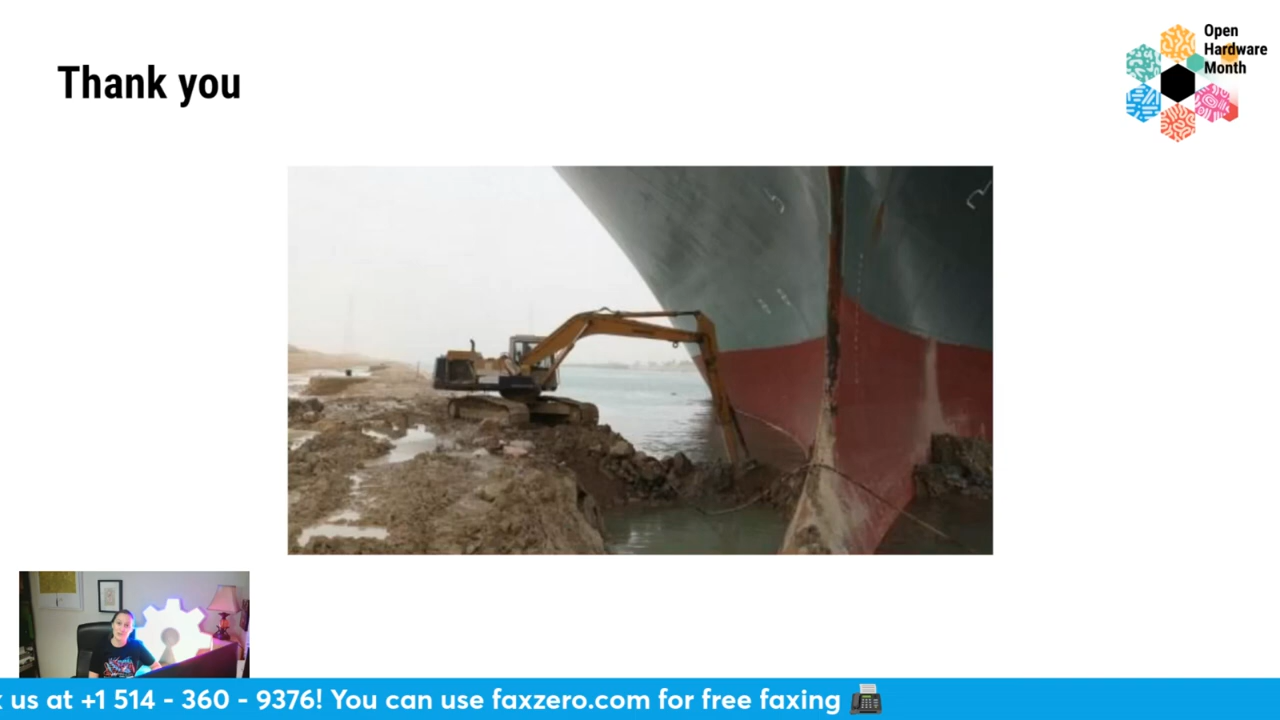 Thank you
Open
Hardware
Month
us at +1 514 - 360 - 9376! You can use faxzero.com for free faxing